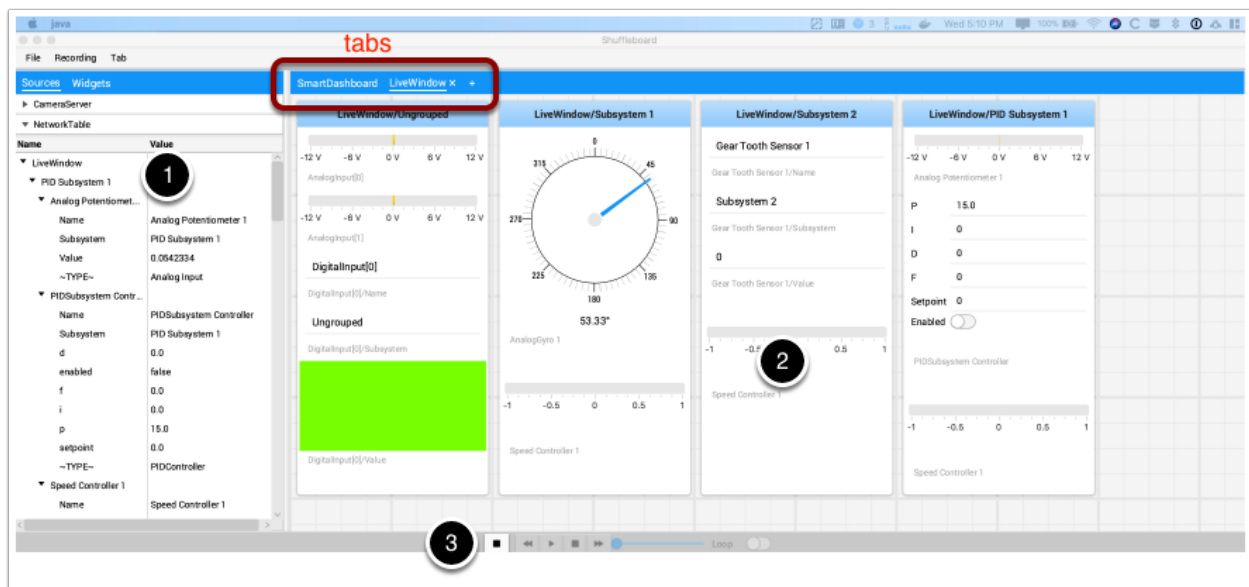 java 3 Wed 5:10 PM 100%
Shuffleboard
tabs
File Recording Tab
Sources Widgets
SmartDashboard LiveWindow × +
CameraServer
NetworkTable
Name Value
LiveWindow
PID Subsystem 1
Analog Potentiomet...
Name Analog Potentiometer 1
Subsystem PID Subsystem 1
Value 0.0542334
~TYPE~ Analog Input
PIDSubsystem Contr...
Name PIDSubsystem Controller
Subsystem PID Subsystem 1
d 0.0
enabled false
f 0.0
i 0.0
p 15.0
setpoint 0.0
~TYPE~ PIDController
Speed Controller 1
Name Speed Controller 1
1
LiveWindow/Ungrouped
-12 V -6 V 0 V 6 V 12 V
AnalogInput[0]
-12 V -6 V 0 V 6 V 12 V
AnalogInput[1]
DigitalInput[0]
DigitalInput[0]/Name
Ungrouped
DigitalInput[0]/Subsystem
DigitalInput[0]/Value
LiveWindow/Subsystem 1
0
315 45
270 90
225 135
180
53.33°
AnalogGyro 1
-1 -0.5 0 0.5 1
Speed Controller 1
LiveWindow/Subsystem 2
Gear Tooth Sensor 1
Gear Tooth Sensor 1/Name
Subsystem 2
Gear Tooth Sensor 1/Subsystem
0
Gear Tooth Sensor 1/Value
-1 0.5 1
2
Speed Controller 1
LiveWindow/PID Subsystem 1
-12 V -6 V 0 V 6 V 12 V
Analog Potentiometer 1
P 15.0
I 0
D 0
F 0
Setpoint 0
Enabled
PIDSubsystem Controller
-1 -0.5 0 0.5 1
Speed Controller 1
3
Loop